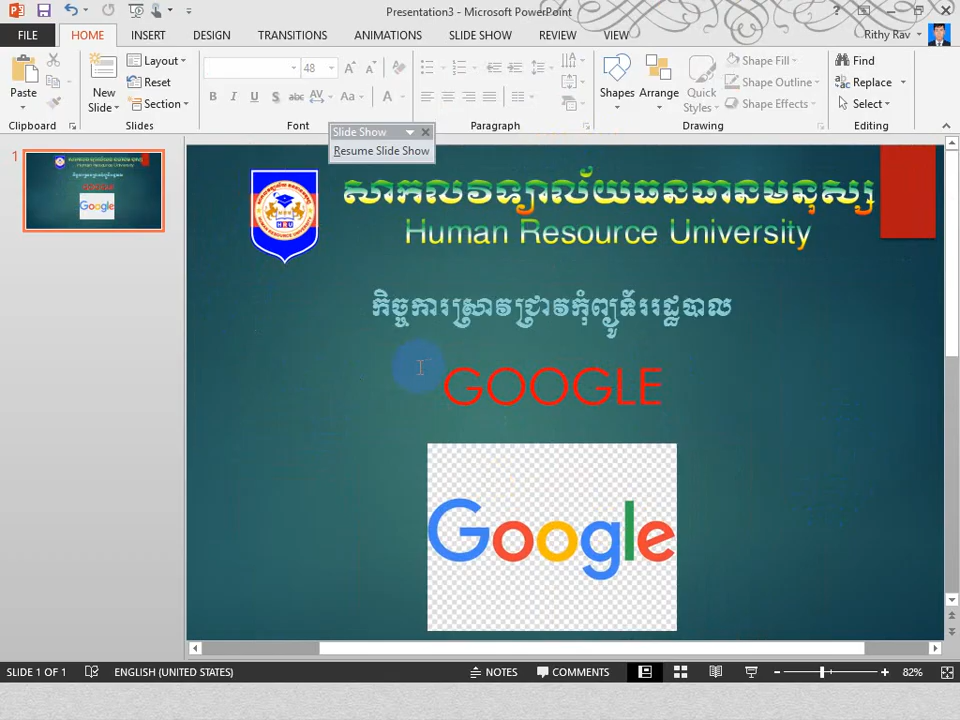 Presentation3 - Microsoft PowerPoint
FILE
HOME
INSERT
DESIGN
TRANSITIONS
ANIMATIONS
SLIDE SHOW
REVIEW
VIEW
Rithy Rav
Paste
New
Slide
Layout
Reset
Section
48
Shapes
Arrange
Quick
Styles
Shape Fill
Shape Outline
Shape Effects
Find
Replace
Select
Clipboard
Slides
Font
Paragraph
Drawing
Editing
Slide Show
Resume Slide Show
1
សាកលវិទ្យាល័យធនធានមនុស្ស
Human Resource University
កិច្ចការស្រាវជ្រាវកុំព្យូទ័ររដ្ឋបាល
GOOGLE
Google
SLIDE 1 OF 1
ENGLISH (UNITED STATES)
NOTES
COMMENTS
82%